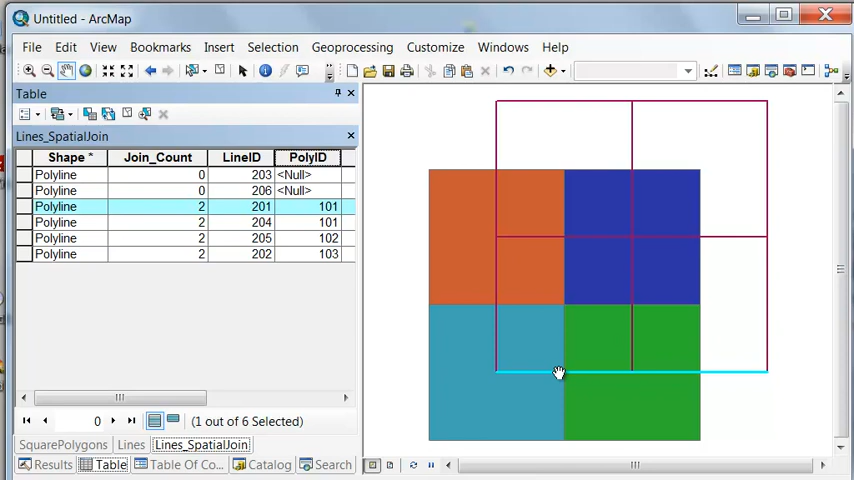 Untitled - ArcMap
File Edit View Bookmarks Insert Selection Geoprocessing Customize Windows Help
Table
Lines_SpatialJoin
Shape * Join_Count LineID PolyID
Polyline 0 203 <Null>
Polyline 0 206 <Null>
Polyline 2 201 101
Polyline 2 204 101
Polyline 2 205 102
Polyline 2 202 103
0 (1 out of 6 Selected)
SquarePolygons Lines Lines_SpatialJoin
Results Table Table Of Co... Catalog Search